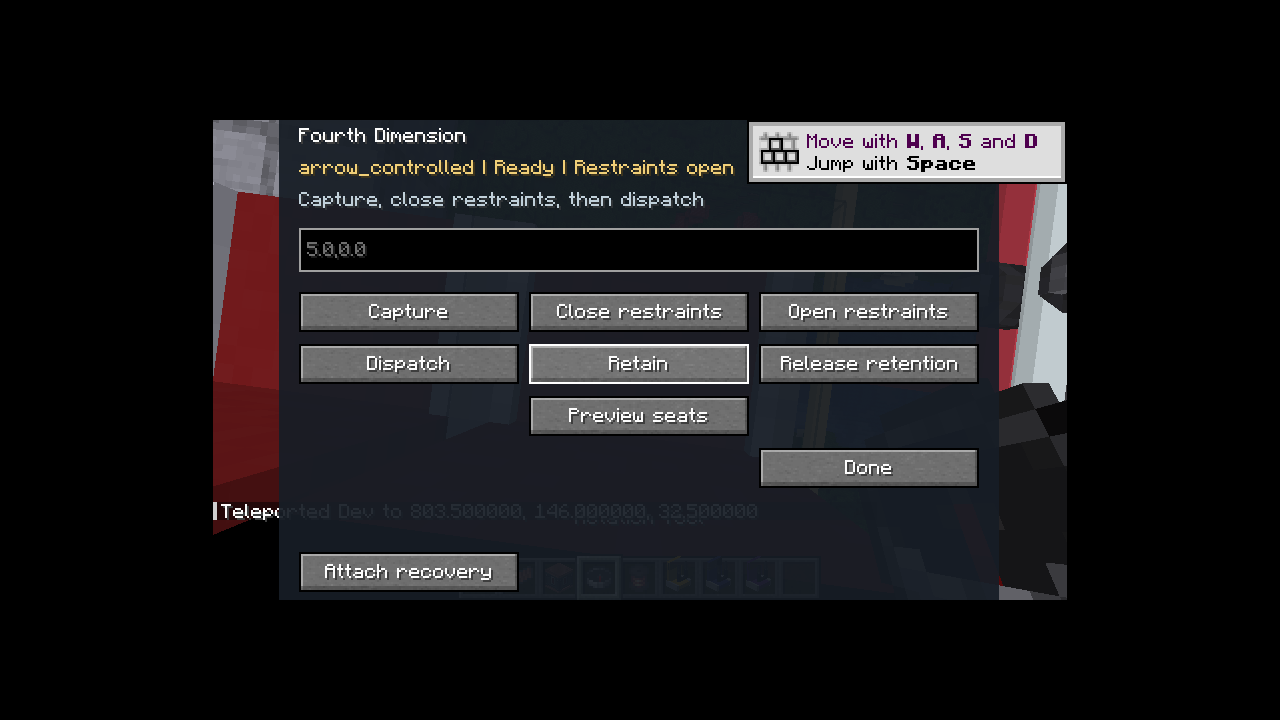 Fourth Dimension
Move with W, A, S and D
Jump with Space
arrow_controlled | Ready | Restraints open
Capture, close restraints, then dispatch
5.0,0.0
Capture
Close restraints
Open restraints
Dispatch
Retain
Release retention
Preview seats
Done
Teleported Dev to 803.500000, 146.000000, 32.500000
Attach recovery